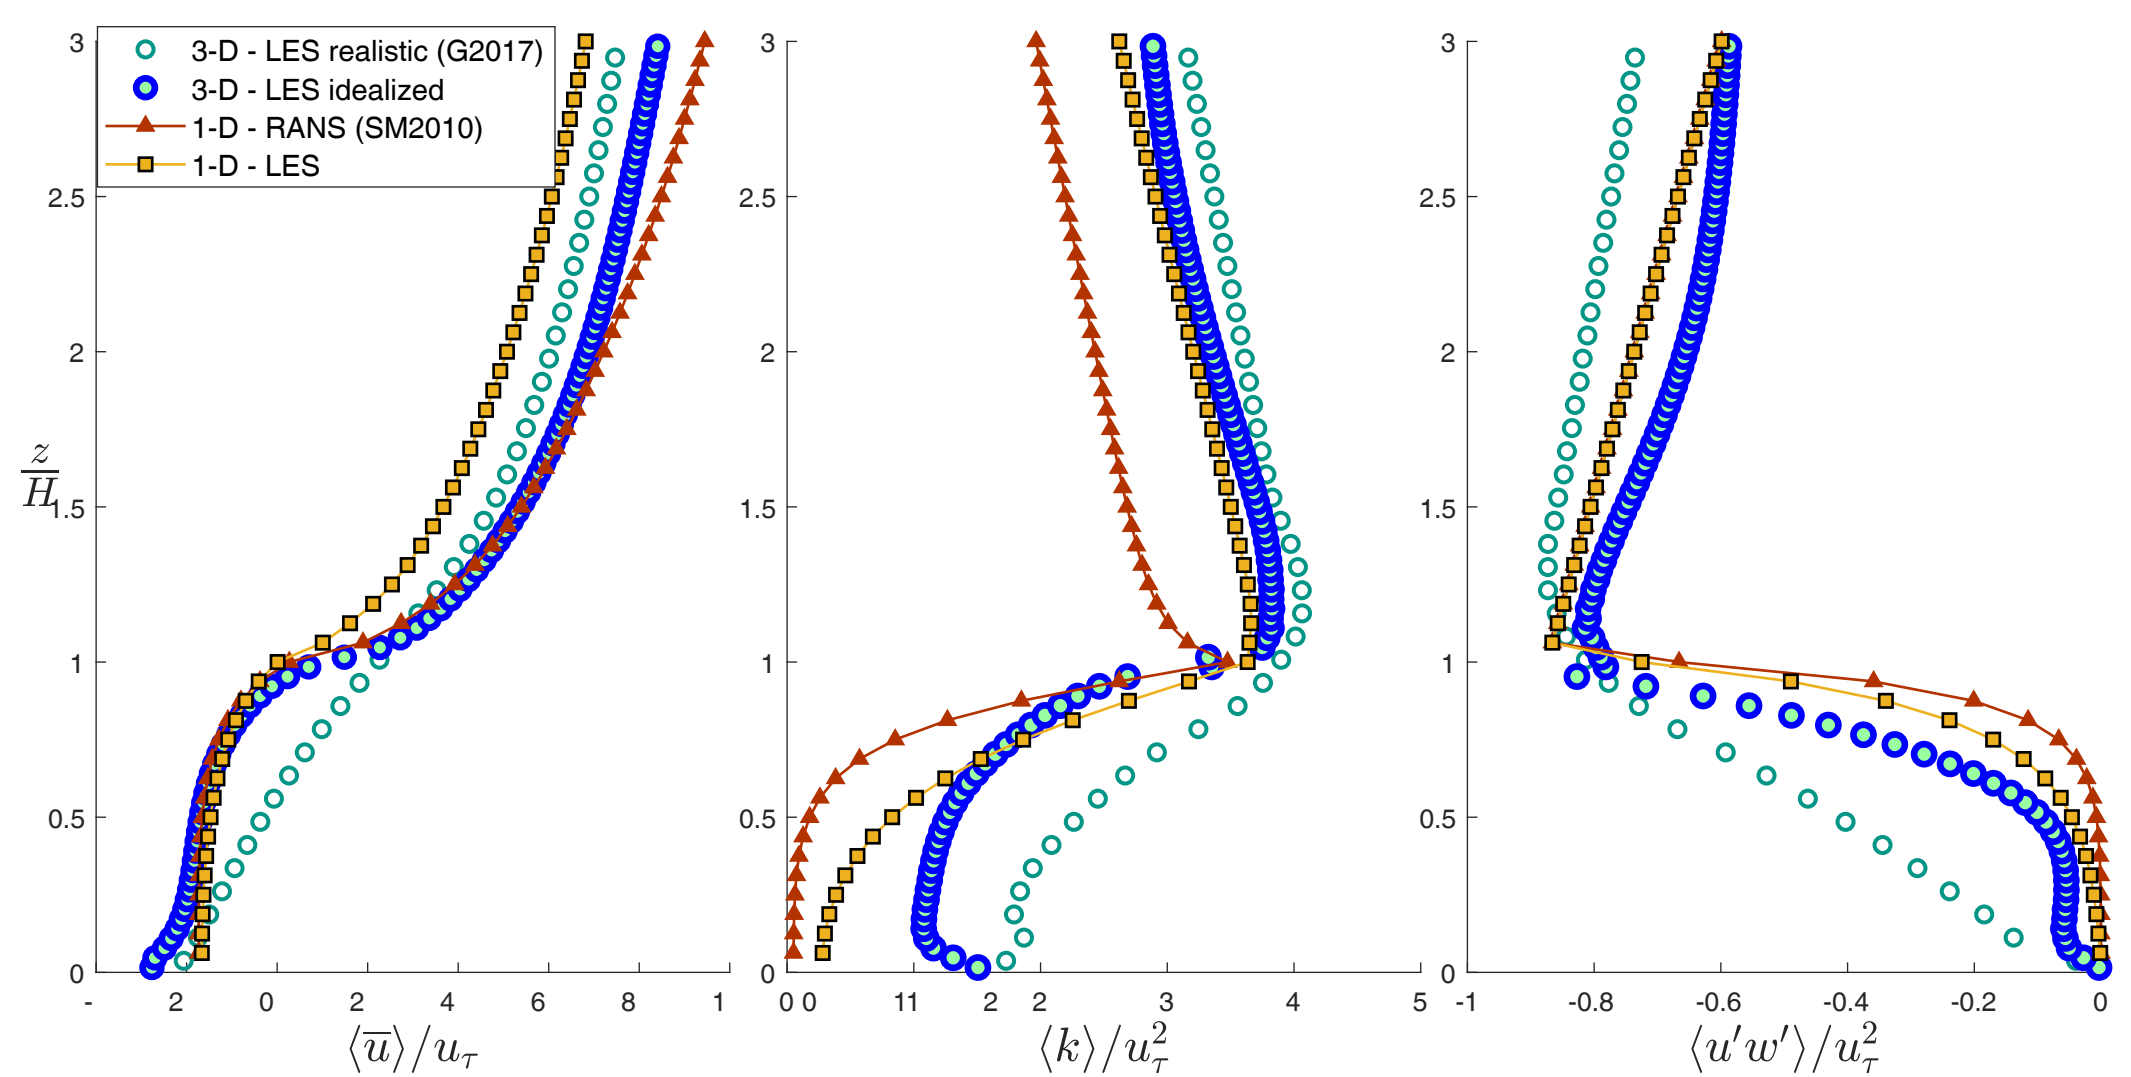 3-D - LES realistic (G2017)
3-D - LES idealized
1-D - RANS (SM2010)
1-D - LES
3
2.5
2
1.5
1
0.5
0
z
H
- 2 0 2 4 6 8 1
⟨u̅⟩/u_τ
3
2.5
2
1.5
1
0.5
0
0 0 11 2 2 3 4 5
⟨k⟩/u_τ^2
3
2.5
2
1.5
1
0.5
0
-1 -0.8 -0.6 -0.4 -0.2 0
⟨u'w'⟩/u_τ^2